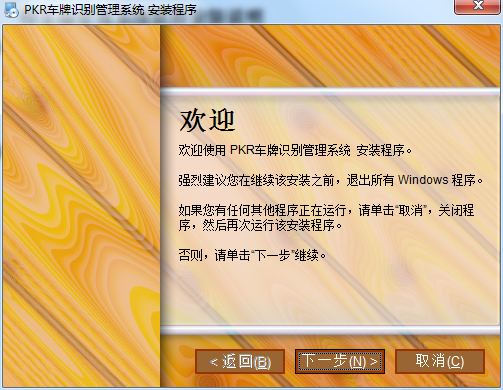 PKR车牌识别管理系统 安装程序
欢迎
欢迎使用 PKR车牌识别管理系统 安装程序。
强烈建议您在继续该安装之前，退出所有 Windows 程序。
如果您有任何其他程序正在运行，请单击“取消”，关闭程
序，然后再次运行该安装程序。
否则，请单击“下一步”继续。
< 返回(B)
下一步(N) >
取消(C)